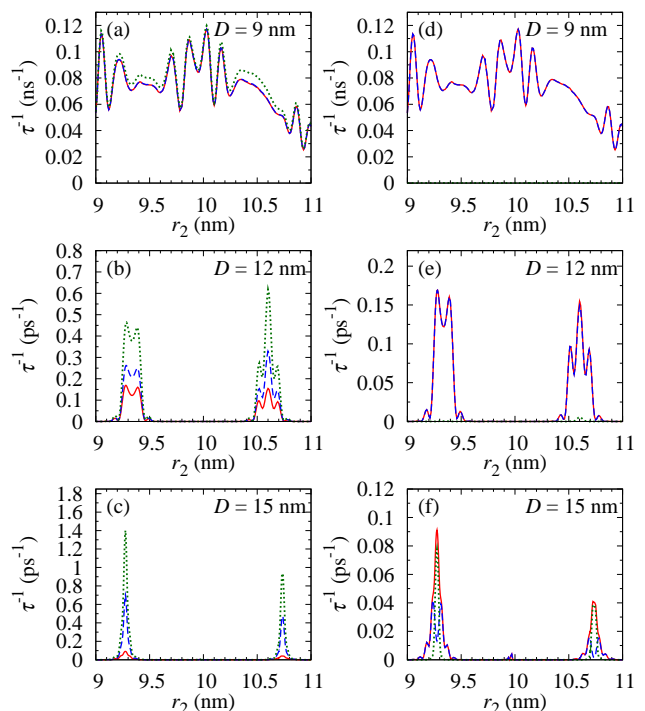 (a) D = 9 nm
0.12
0.1
0.08
0.06
0.04
0.02
0
τ⁻¹ (ns⁻¹)
9 9.5 10 10.5 11
r₂ (nm)
(d) D = 9 nm
0.12
0.1
0.08
0.06
0.04
0.02
0
τ⁻¹ (ns⁻¹)
9 9.5 10 10.5 11
r₂ (nm)
(b) D = 12 nm
0.8
0.7
0.6
0.5
0.4
0.3
0.2
0.1
0
τ⁻¹ (ps⁻¹)
9 9.5 10 10.5 11
r₂ (nm)
(e) D = 12 nm
0.2
0.15
0.1
0.05
0
τ⁻¹ (ps⁻¹)
9 9.5 10 10.5 11
r₂ (nm)
(c) D = 15 nm
1.8
1.6
1.4
1.2
1
0.8
0.6
0.4
0.2
0
τ⁻¹ (ps⁻¹)
9 9.5 10 10.5 11
r₂ (nm)
(f) D = 15 nm
0.12
0.1
0.08
0.06
0.04
0.02
0
τ⁻¹ (ps⁻¹)
9 9.5 10 10.5 11
r₂ (nm)